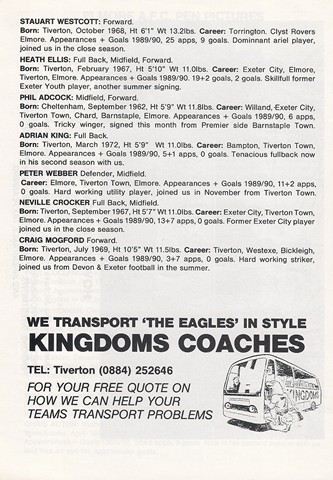 STAUART WESTCOTT: Forward.
Born: Tiverton, October 1968, Ht 6'1" Wt 13.2lbs. Career: Torrington. Clyst Rovers
Elmore. Appearances + Goals 1989/90, 25 apps, 9 goals. Dominant ariel player,
joined us in the close season.
HEATH ELLIS: Full Back, Midfield, Forward.
Born: Tiverton, February 1967, Ht 5'10" Wt 11.0lbs. Career: Exeter City, Elmore,
Tiverton, Elmore. Appearances + Goals 1989/90. 19+2 goals, 2 goals. Skillfull former
Exeter Youth player, another summer signing.
PHIL ADCOCK: Midfield, Forward.
Born: Cheltenham, September 1962, Ht 5'9" Wt 11.8lbs. Career: Willand, Exeter City,
Tiverton Town, Chard, Barnstaple, Elmore. Appearances + Goals 1989/90, 6 apps,
0 goals. Tricky winger, signed this month from Premier side Barnstaple Town.
ADRIAN KING: Full Back.
Born: Tiverton, March 1972, Ht 5'9" Wt 11.0lbs. Career: Bampton, Tiverton Town,
Elmore. Appearances + Goals 1989/90, 5+1 apps, 0 goals. Tenacious fullback now
in his second season with us.
PETER WEBBER Defender, Midfield.
Career: Elmore, Tiverton Town, Elmore. Appearances + Goals 1989/90, 11+2 apps,
0 goals. Hard working utility player, joined us in November from Tiverton Town.
NEVILLE CROCKER Full Back, Midfield.
Born: Tiverton, September 1967, Ht 5'7" Wt 11.0lbs. Career: Exeter City, Tiverton Town,
Elmore. Appearances + Goals 1989/90, 13+7 apps, 0 goals. Former Exeter City player
joined us in the close season.
CRAIG MOGFORD Forward.
Born: Tiverton, July 1969, Ht 10'5" Wt 11.5lbs. Career: Tiverton, Westexe, Bickleigh,
Elmore. Appearances + Goals 1989/90, 3+7 apps, 0 goals. Hard working striker,
joined us from Devon & Exeter football in the summer.
WE TRANSPORT 'THE EAGLES' IN STYLE
KINGDOMS COACHES
TEL: Tiverton (0884) 252646
FOR YOUR FREE QUOTE ON
HOW WE CAN HELP YOUR
TEAMS TRANSPORT PROBLEMS
KINGDOMS